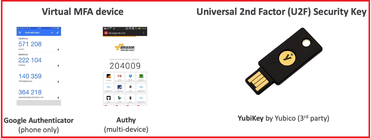 Virtual MFA device
Universal 2nd Factor (U2F) Security Key
571 208
222 104
140 359
364 218
204009
Google Authenticator
(phone only)
Authy
(multi-device)
YubiKey by Yubico (3rd party)